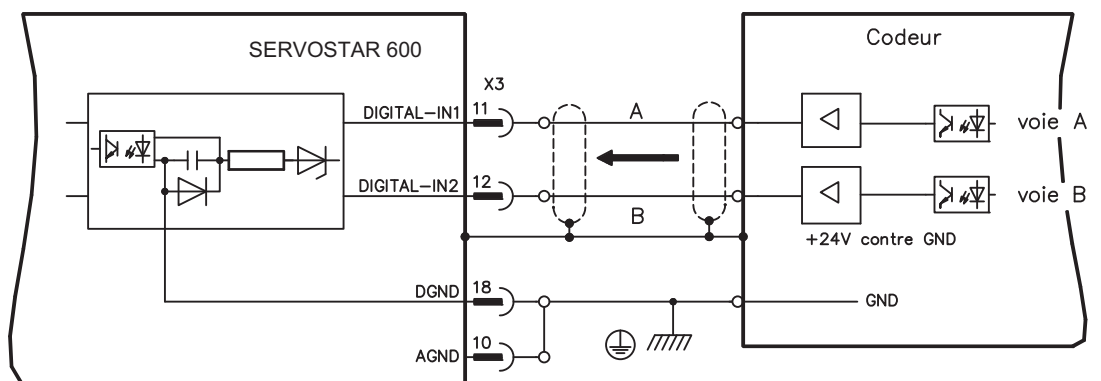 SERVOSTAR 600
Codeur
X3
DIGITAL-IN1
11
A
voie A
DIGITAL-IN2
12
B
voie B
+24V contre GND
DGND
18
GND
AGND
10